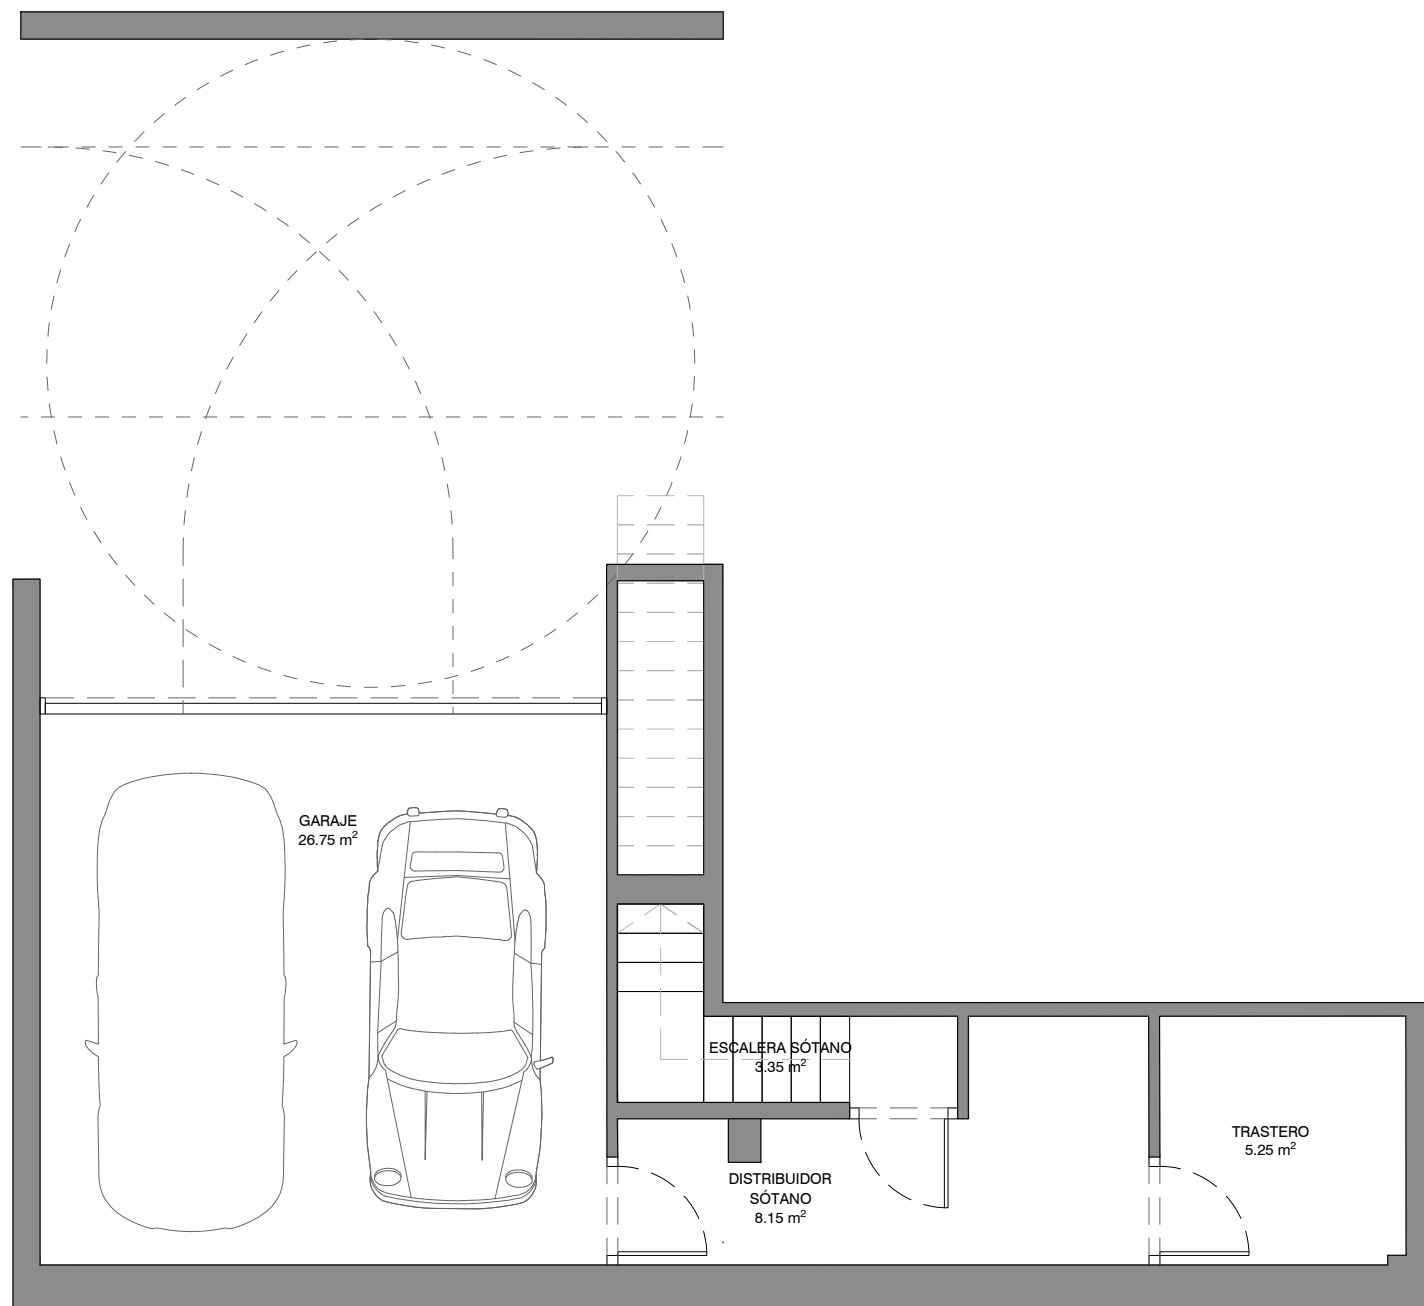 GARAJE
26.75 m²
ESCALERA SÓTANO
3.35 m²
TRASTERO
5.25 m²
DISTRIBUIDOR
SÓTANO
8.15 m²